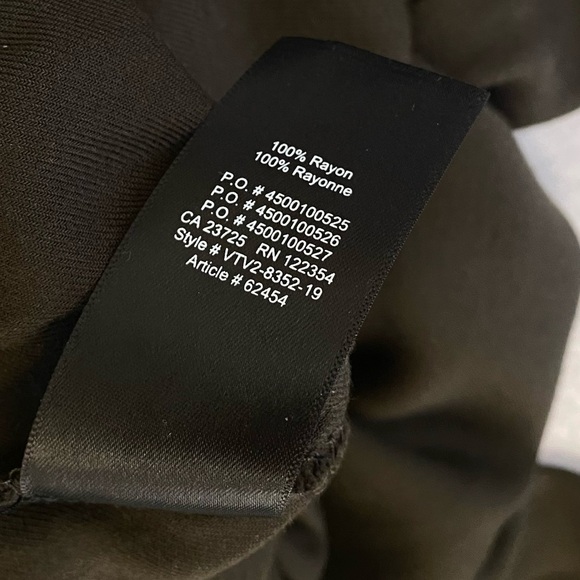 100% Rayon
100% Rayonne
P.O. # 4500100525
P.O. # 4500100526
P.O. # 4500100527
CA 23725 RN 122354
Style # VTV2-8352-19
Article # 62454